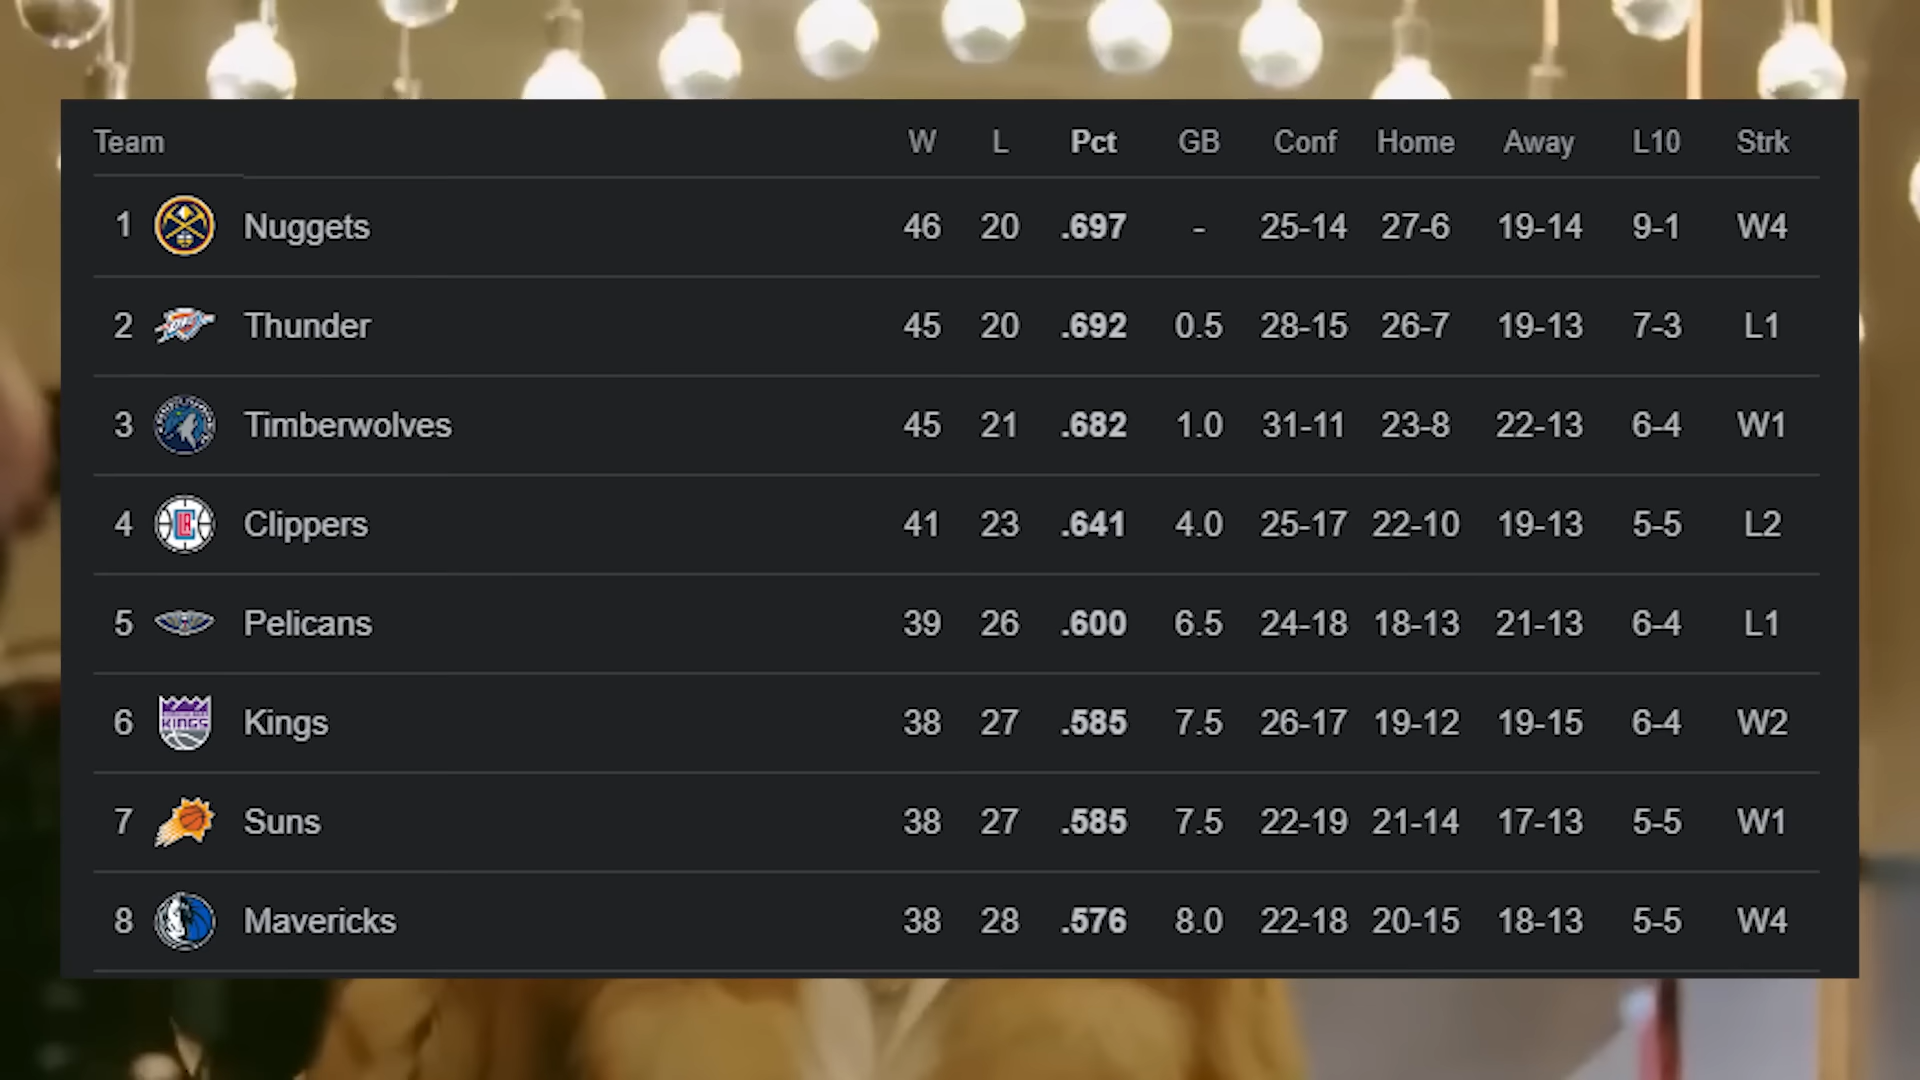 Team W L Pct GB Conf Home Away L10 Strk
1 Nuggets 46 20 .697 - 25-14 27-6 19-14 9-1 W4
2 Thunder 45 20 .692 0.5 28-15 26-7 19-13 7-3 L1
3 Timberwolves 45 21 .682 1.0 31-11 23-8 22-13 6-4 W1
4 Clippers 41 23 .641 4.0 25-17 22-10 19-13 5-5 L2
5 Pelicans 39 26 .600 6.5 24-18 18-13 21-13 6-4 L1
6 KINGS Kings 38 27 .585 7.5 26-17 19-12 19-15 6-4 W2
7 Suns 38 27 .585 7.5 22-19 21-14 17-13 5-5 W1
8 Mavericks 38 28 .576 8.0 22-18 20-15 18-13 5-5 W4